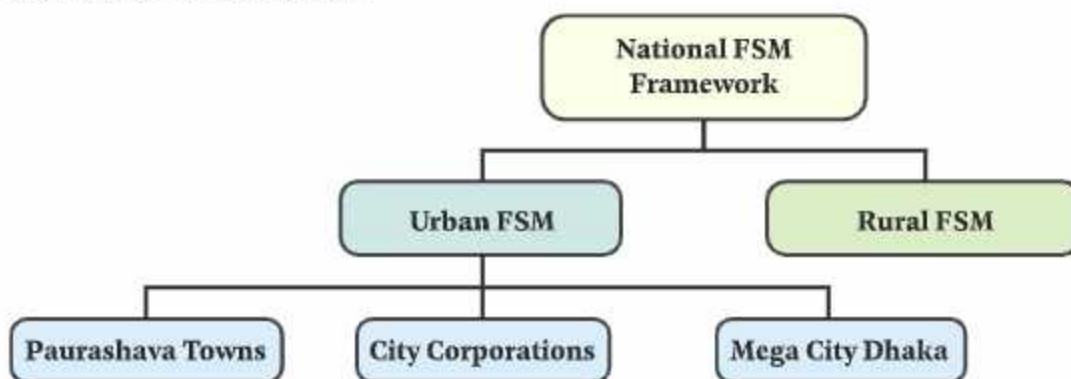 National FSM
Framework
Urban FSM
Rural FSM
Paurashava Towns
City Corporations
Mega City Dhaka